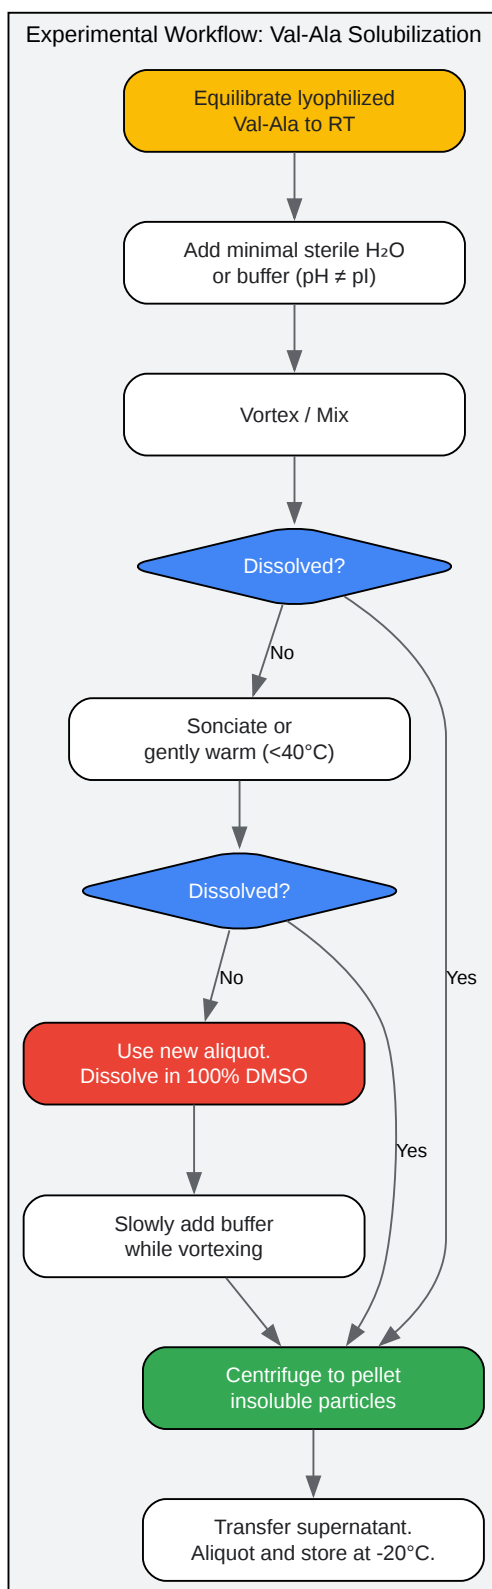 Experimental Workflow: Val-Ala Solubilization
Equilibrate lyophilized
Val-Ala to RT
Add minimal sterile H₂O
or buffer (pH ≠ pI)
Vortex / Mix
Dissolved?
No
Sonciate or
gently warm (<40°C)
Dissolved?
No
Yes
Use new aliquot.
Dissolve in 100% DMSO
Yes
Slowly add buffer
while vortexing
Centrifuge to pellet
insoluble particles
Transfer supernatant.
Aliquot and store at -20°C.